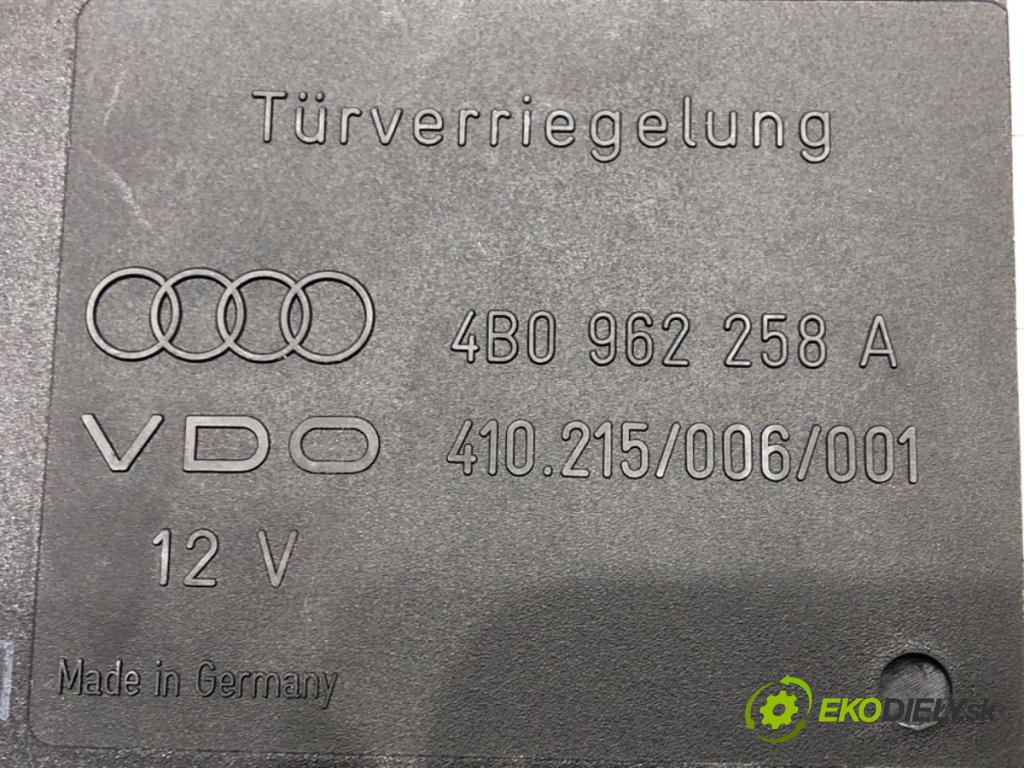 Türverriegelung
4B0 962 258 A
VDO 410.215/006/001
12 V
Made in Germany
EKODIELY.sk